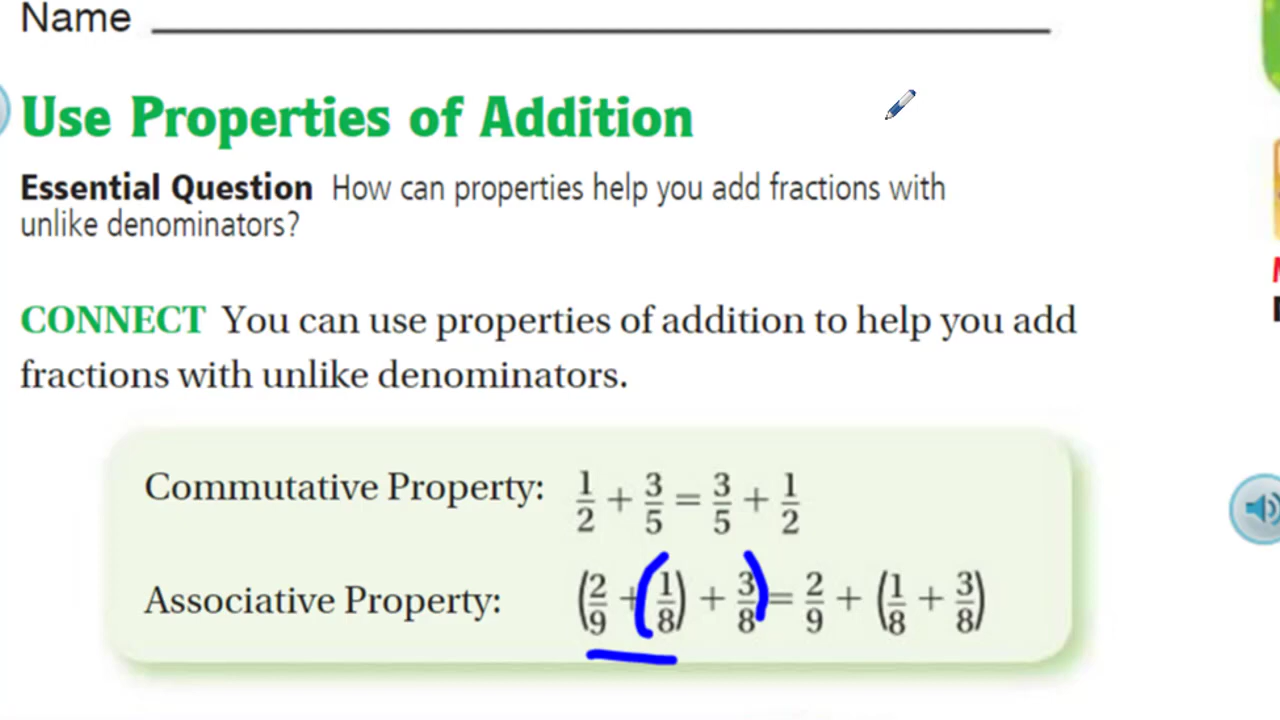 Name
Use Properties of Addition
Essential Question How can properties help you add fractions with
unlike denominators?
CONNECT You can use properties of addition to help you add
fractions with unlike denominators.
Commutative Property: 1/2 + 3/5 = 3/5 + 1/2
Associative Property: (2/9 + (1/8) + 3/8) = 2/9 + (1/8 + 3/8)